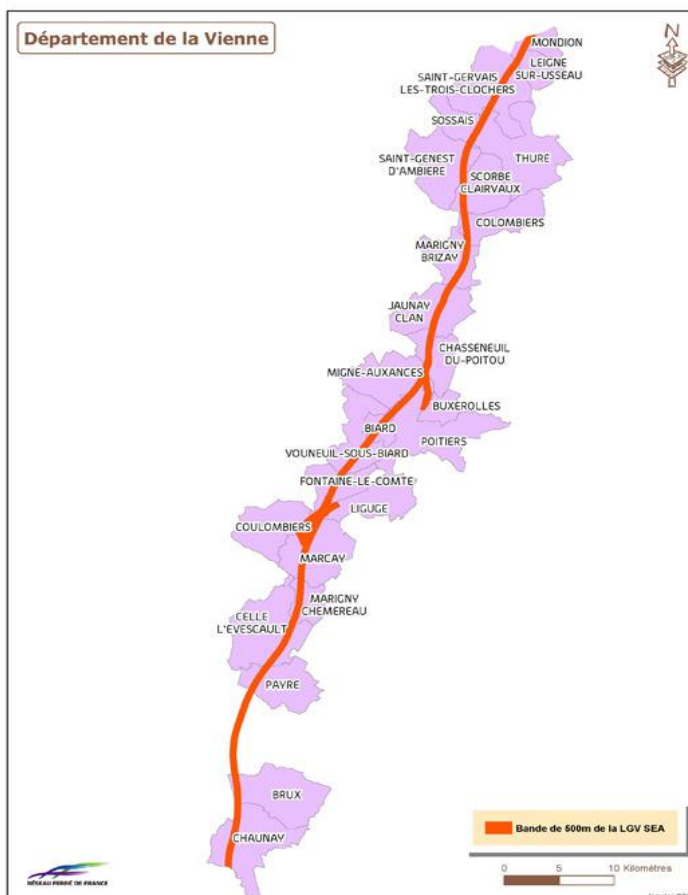 Département de la Vienne
N
MONDION
LEIGNE
SUR-USSEAU
SAINT-GERVAIS
LES-TROIS-CLOCHERS
SOSSAIS
SAINT-GENEST
D'AMBIERE
THURE
SCORBE
CLAIRVAUX
COLOMBIERS
MARIGNY
BRIZAY
JAUNAY
CLAN
CHASSENEUIL
DU-POITOU
MIGNE-AUXANCES
BUXEROLLES
BIARD
POITIERS
VOUNEUIL-SOUS-BIARD
FONTAINE-LE-COMTE
LIGUGE
COULOMBIERS
MARCAY
MARIGNY
CHEMEREAU
CELLE
L'EVESCAULT
PAYRE
BRUX
CHAUNAY
Bande de 500m de la LGV SEA
0 5 10 Kilomètres
RÉSEAU FERRÉ DE FRANCE